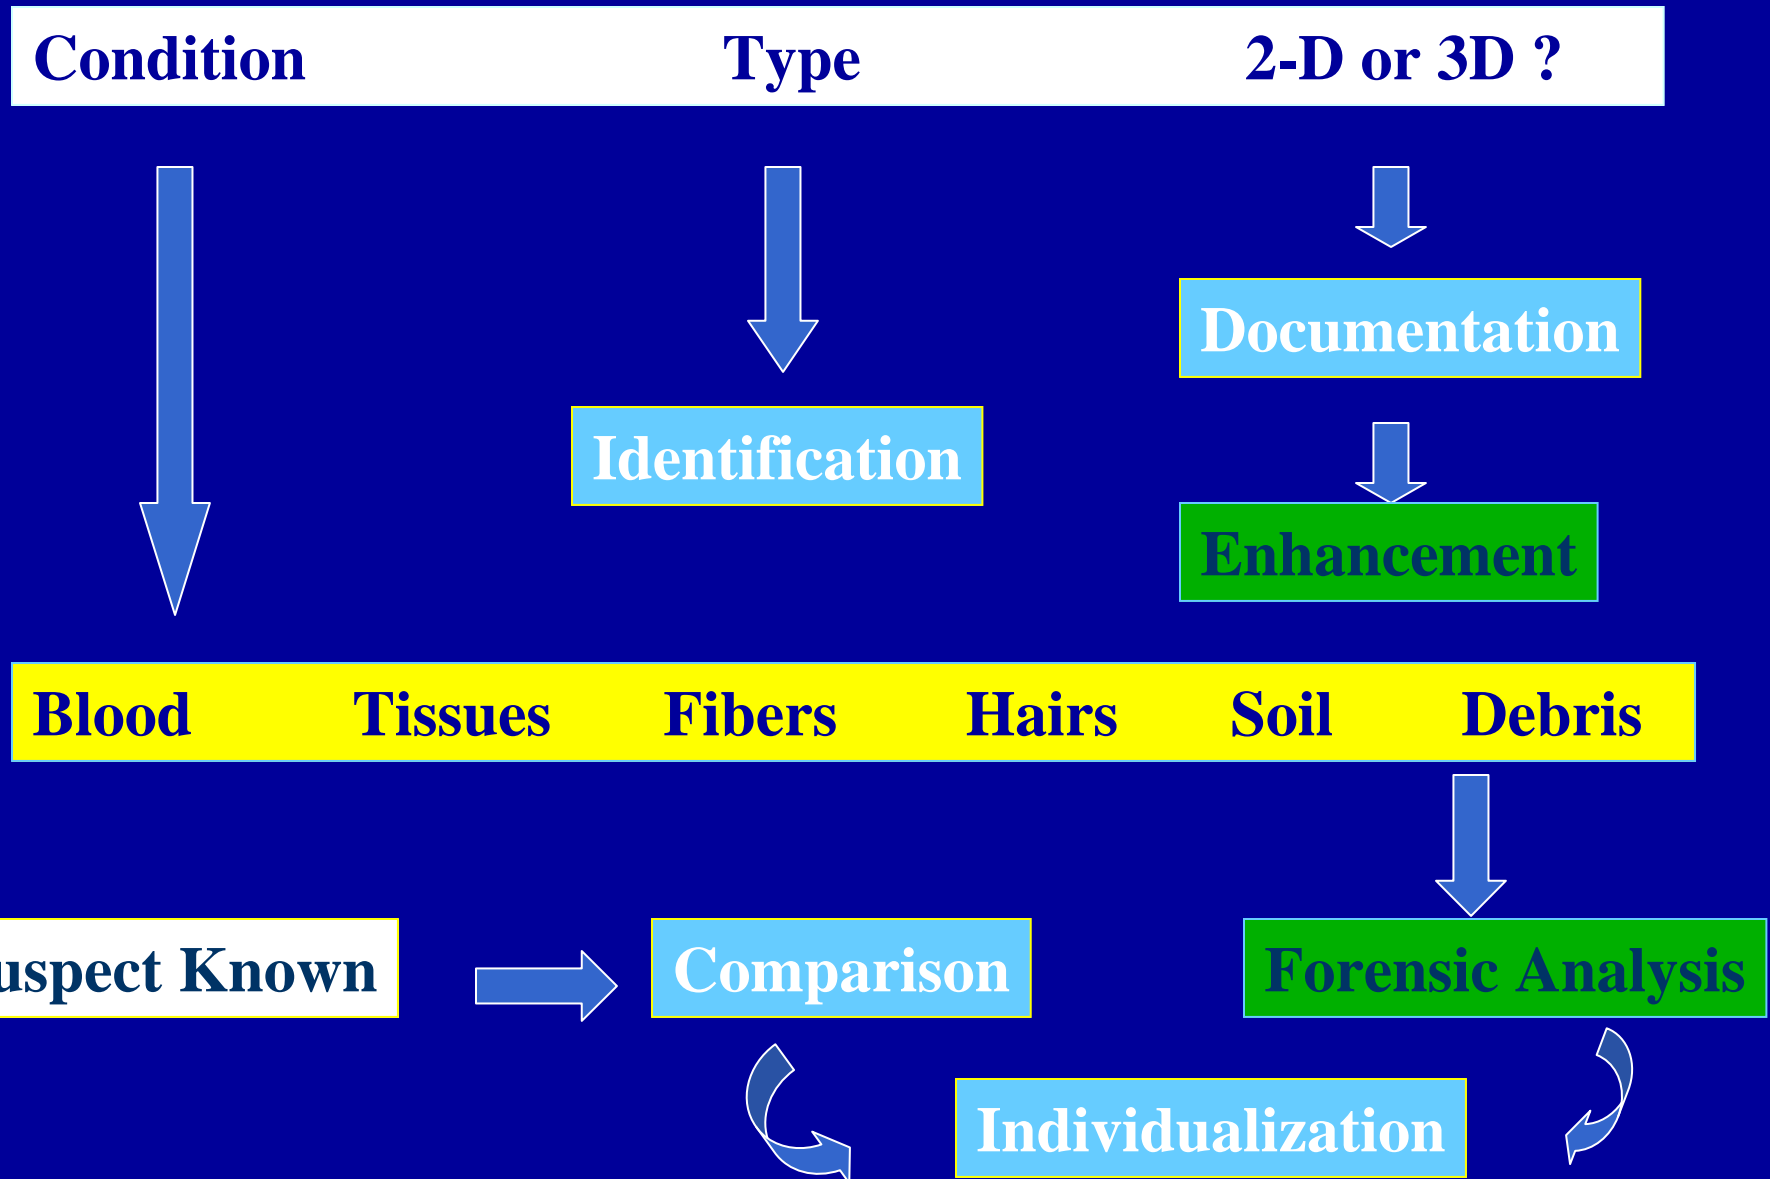 Condition Type 2-D or 3D ?
Documentation
Identification
Enhancement
Blood Tissues Fibers Hairs Soil Debris
uspect Known Comparison Forensic Analysis
Individualization